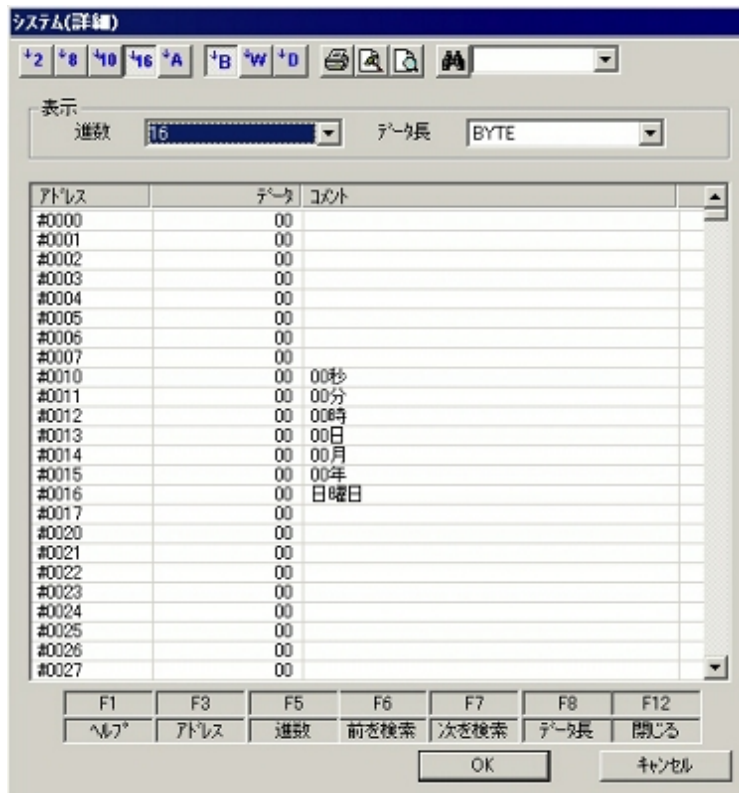 システム(詳細)
2 8 10 16 A B W D
表示
進数 16 ﾃﾞｰﾀ長 BYTE
ｱﾄﾞﾚｽ ﾃﾞｰﾀ ｺﾒﾝﾄ
#0000 00
#0001 00
#0002 00
#0003 00
#0004 00
#0005 00
#0006 00
#0007 00
#0010 00 00秒
#0011 00 00分
#0012 00 00時
#0013 00 00日
#0014 00 00月
#0015 00 00年
#0016 00 日曜日
#0017 00
#0020 00
#0021 00
#0022 00
#0023 00
#0024 00
#0025 00
#0026 00
#0027 00
F1 F3 F5 F6 F7 F8 F12
ﾍﾙﾌﾟ ｱﾄﾞﾚｽ 進数 前を検索 次を検索 ﾃﾞｰﾀ長 閉じる
OK ｷｬﾝｾﾙ